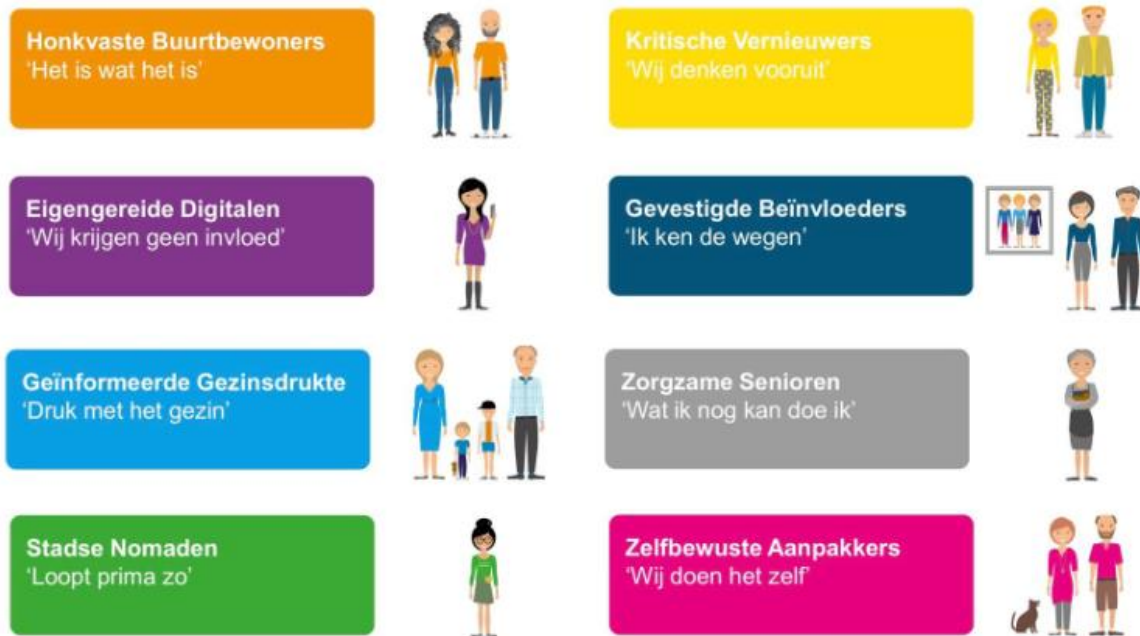 Honkvaste Buurtbewoners
‘Het is wat het is’
Kritische Vernieuwers
‘Wij denken vooruit’
Eigengereide Digitalen
‘Wij krijgen geen invloed’
Gevestigde Beïnvloeders
‘Ik ken de wegen’
Geïnformeerde Gezinsdrukte
‘Druk met het gezin’
Zorgzame Senioren
‘Wat ik nog kan doe ik’
Stadse Nomaden
‘Loopt prima zo’
Zelfbewuste Aanpakkers
‘Wij doen het zelf’